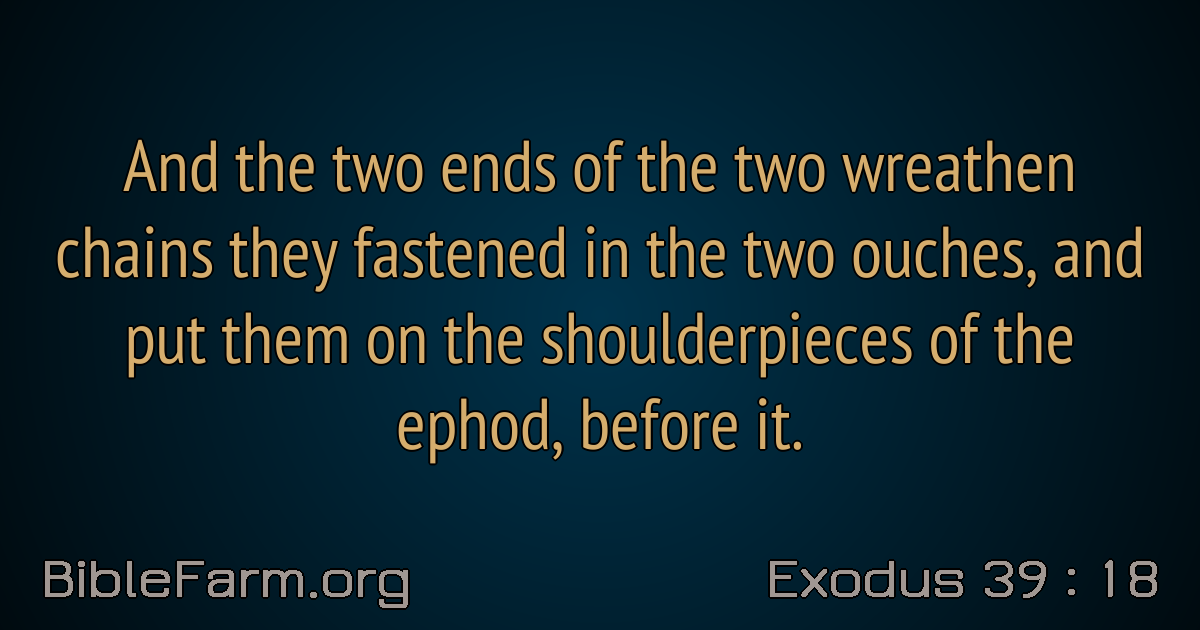 And the two ends of the two wreathen
chains they fastened in the two ouches, and
put them on the shoulderpieces of the
ephod, before it.
BibleFarm.org
Exodus 39 : 18